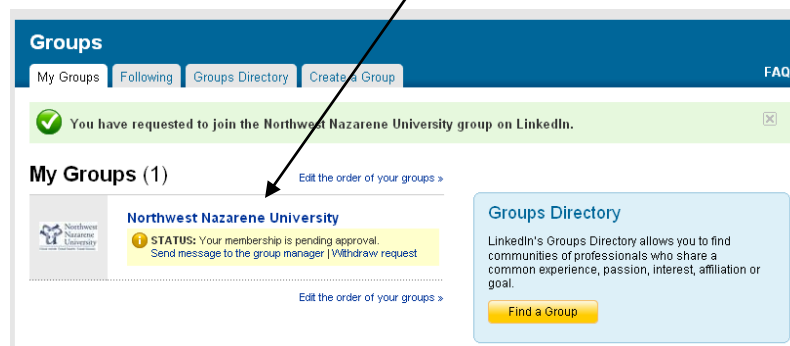 Groups
My Groups Following Groups Directory Create a Group FAQ
You have requested to join the Northwest Nazarene University group on LinkedIn.
My Groups (1) Edit the order of your groups »
Northwest
Nazarene
University
Northwest Nazarene University
STATUS: Your membership is pending approval.
Send message to the group manager | Withdraw request
Edit the order of your groups »
Groups Directory
LinkedIn's Groups Directory allows you to find
communities of professionals who share a
common experience, passion, interest, affiliation or
goal.
Find a Group